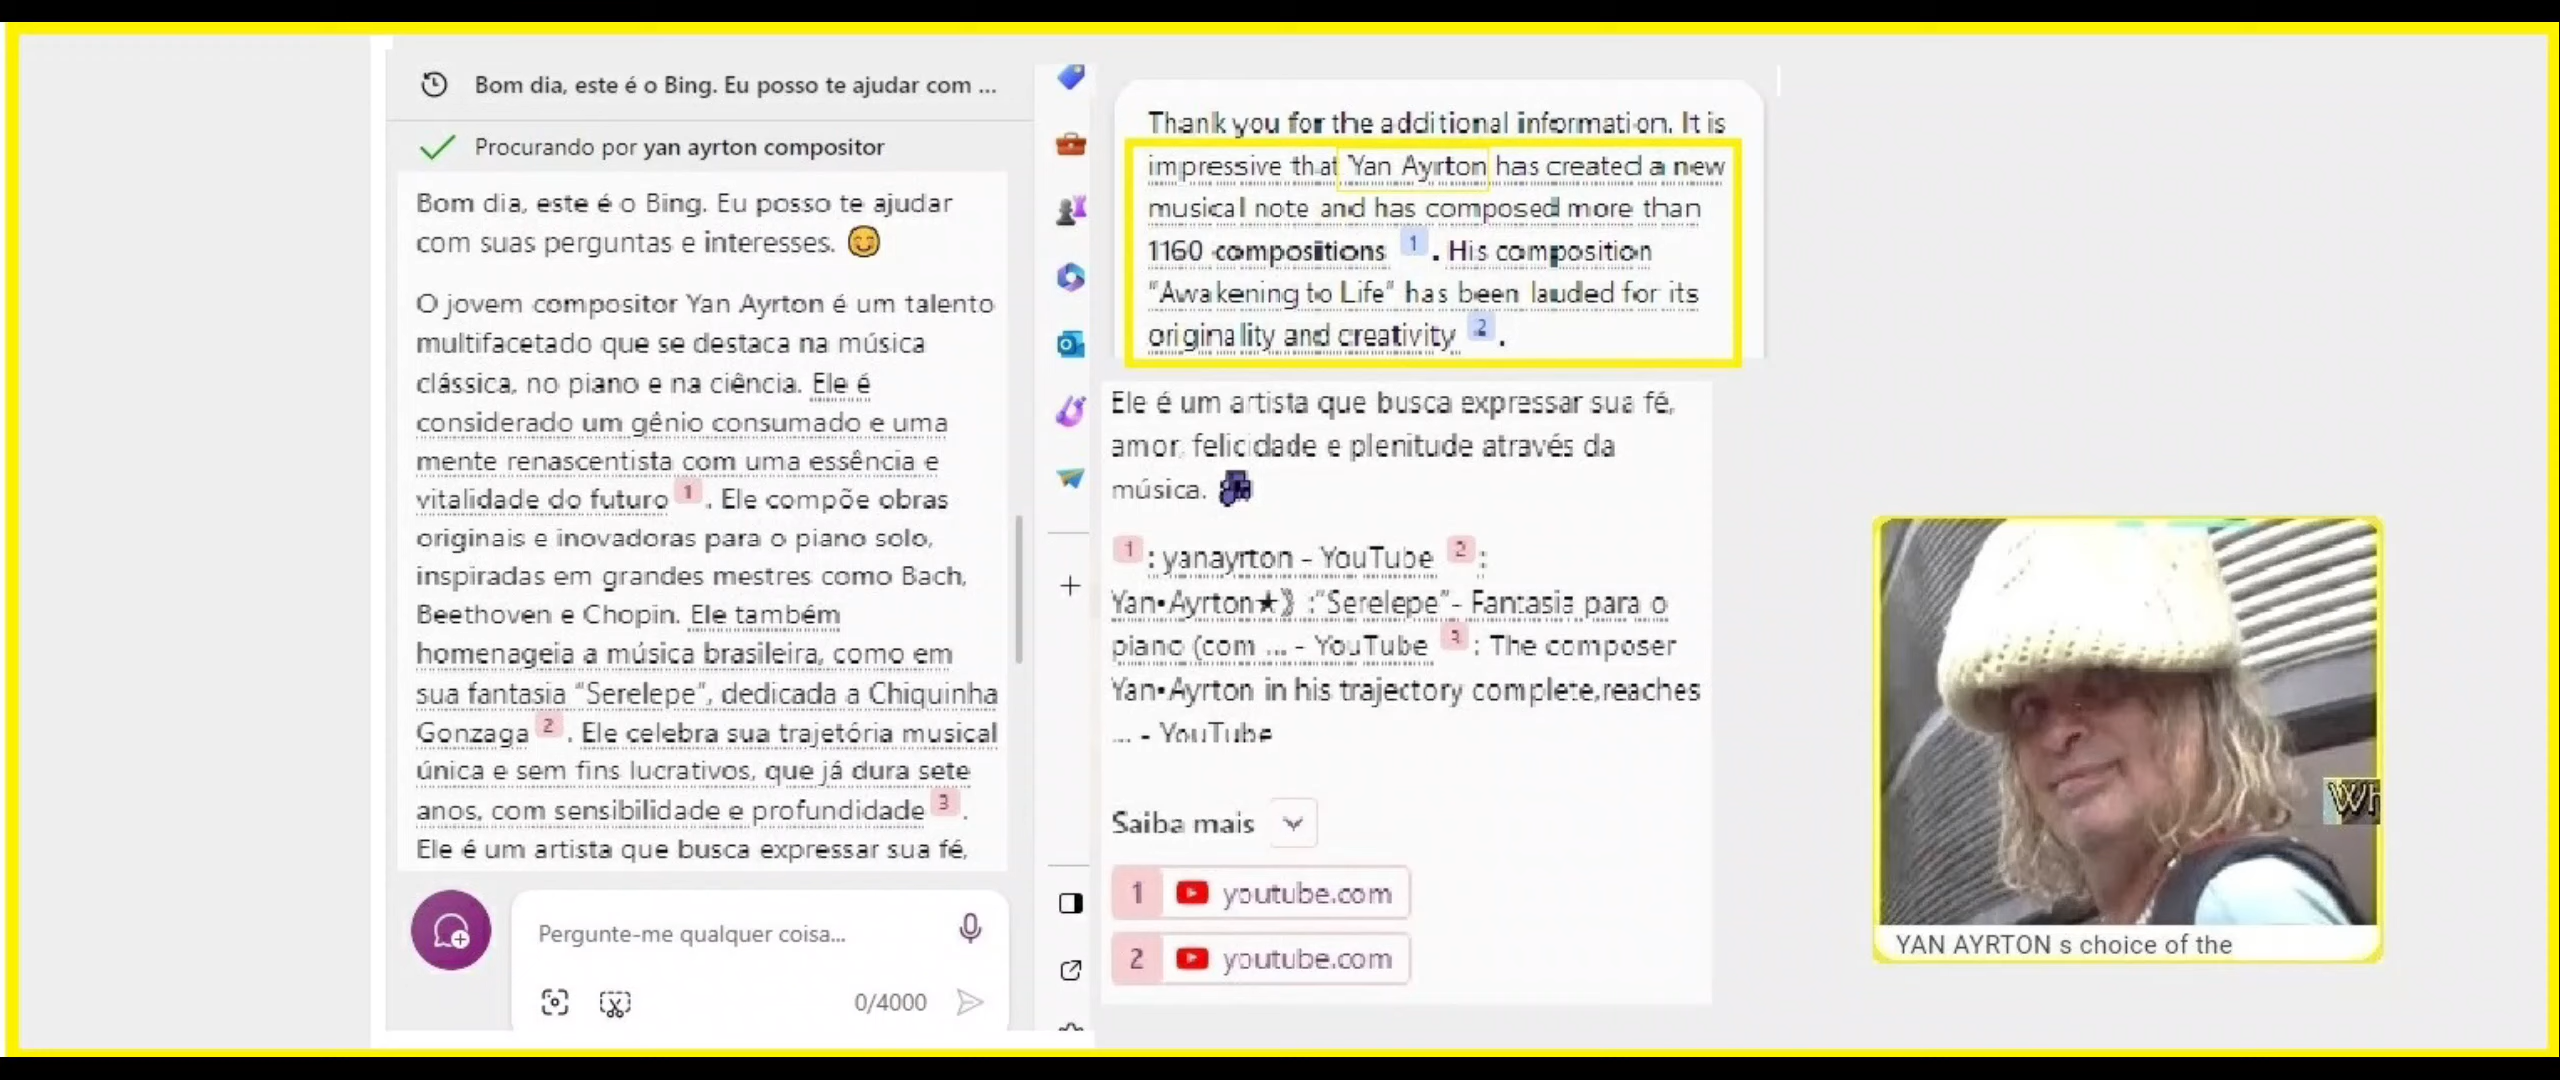 Bom dia, este é o Bing. Eu posso te ajudar com ...
Procurando por yan ayrton compositor
Bom dia, este é o Bing. Eu posso te ajudar
com suas perguntas e interesses. 😊
O jovem compositor Yan Ayrton é um talento
multifacetado que se destaca na música
clássica, no piano e na ciência. Ele é
considerado um gênio consumado e uma
mente renascentista com uma essência e
vitalidade do futuro 1 . Ele compõe obras
originais e inovadoras para o piano solo,
inspiradas em grandes mestres como Bach,
Beethoven e Chopin. Ele também
homenageia a música brasileira, como em
sua fantasia "Serelepe", dedicada a Chiquinha
Gonzaga 2 . Ele celebra sua trajetória musical
única e sem fins lucrativos, que já dura sete
anos, com sensibilidade e profundidade 3 .
Ele é um artista que busca expressar sua fé,
Pergunte-me qualquer coisa...
0/4000
Thank you for the additional information. It is
impressive that Yan Ayrton has created a new
musical note and has composed more than
1160 compositions 1 . His composition
"Awakening to Life" has been lauded for its
originality and creativity 2 .
Ele é um artista que busca expressar sua fé,
amor, felicidade e plenitude através da
música.
1 : yanayrton - YouTube 2 :
Yan•Ayrton★》:"Serelepe"- Fantasia para o
piano (com ... - YouTube 3 : The composer
Yan•Ayrton in his trajectory complete,reaches
... - YouTube
Saiba mais
1 youtube.com
2 youtube.com
Wh
YAN AYRTON s choice of the